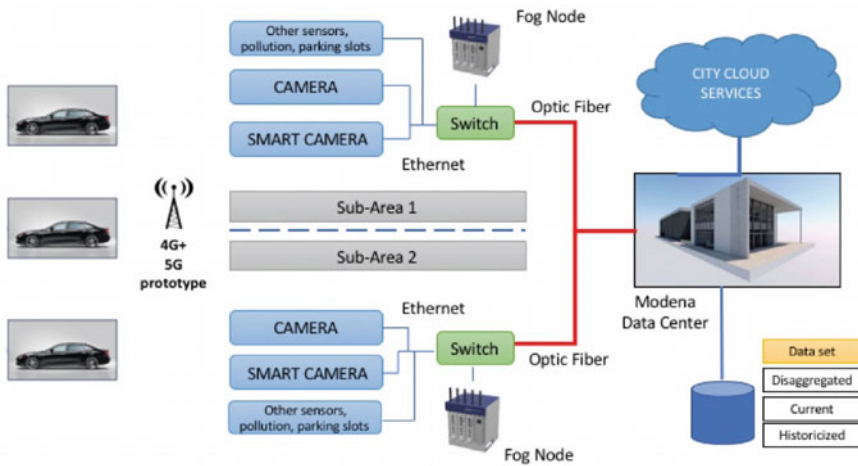 Other sensors,
pollution, parking slots
CAMERA
SMART CAMERA
Fog Node
Switch
Optic Fiber
Ethernet
CITY CLOUD
SERVICES
4G+
5G
prototype
Sub-Area 1
Sub-Area 2
Modena
Data Center
Ethernet
CAMERA
SMART CAMERA
Other sensors,
pollution, parking slots
Switch
Optic Fiber
Fog Node
Data set
Disaggregated
Current
Historicized